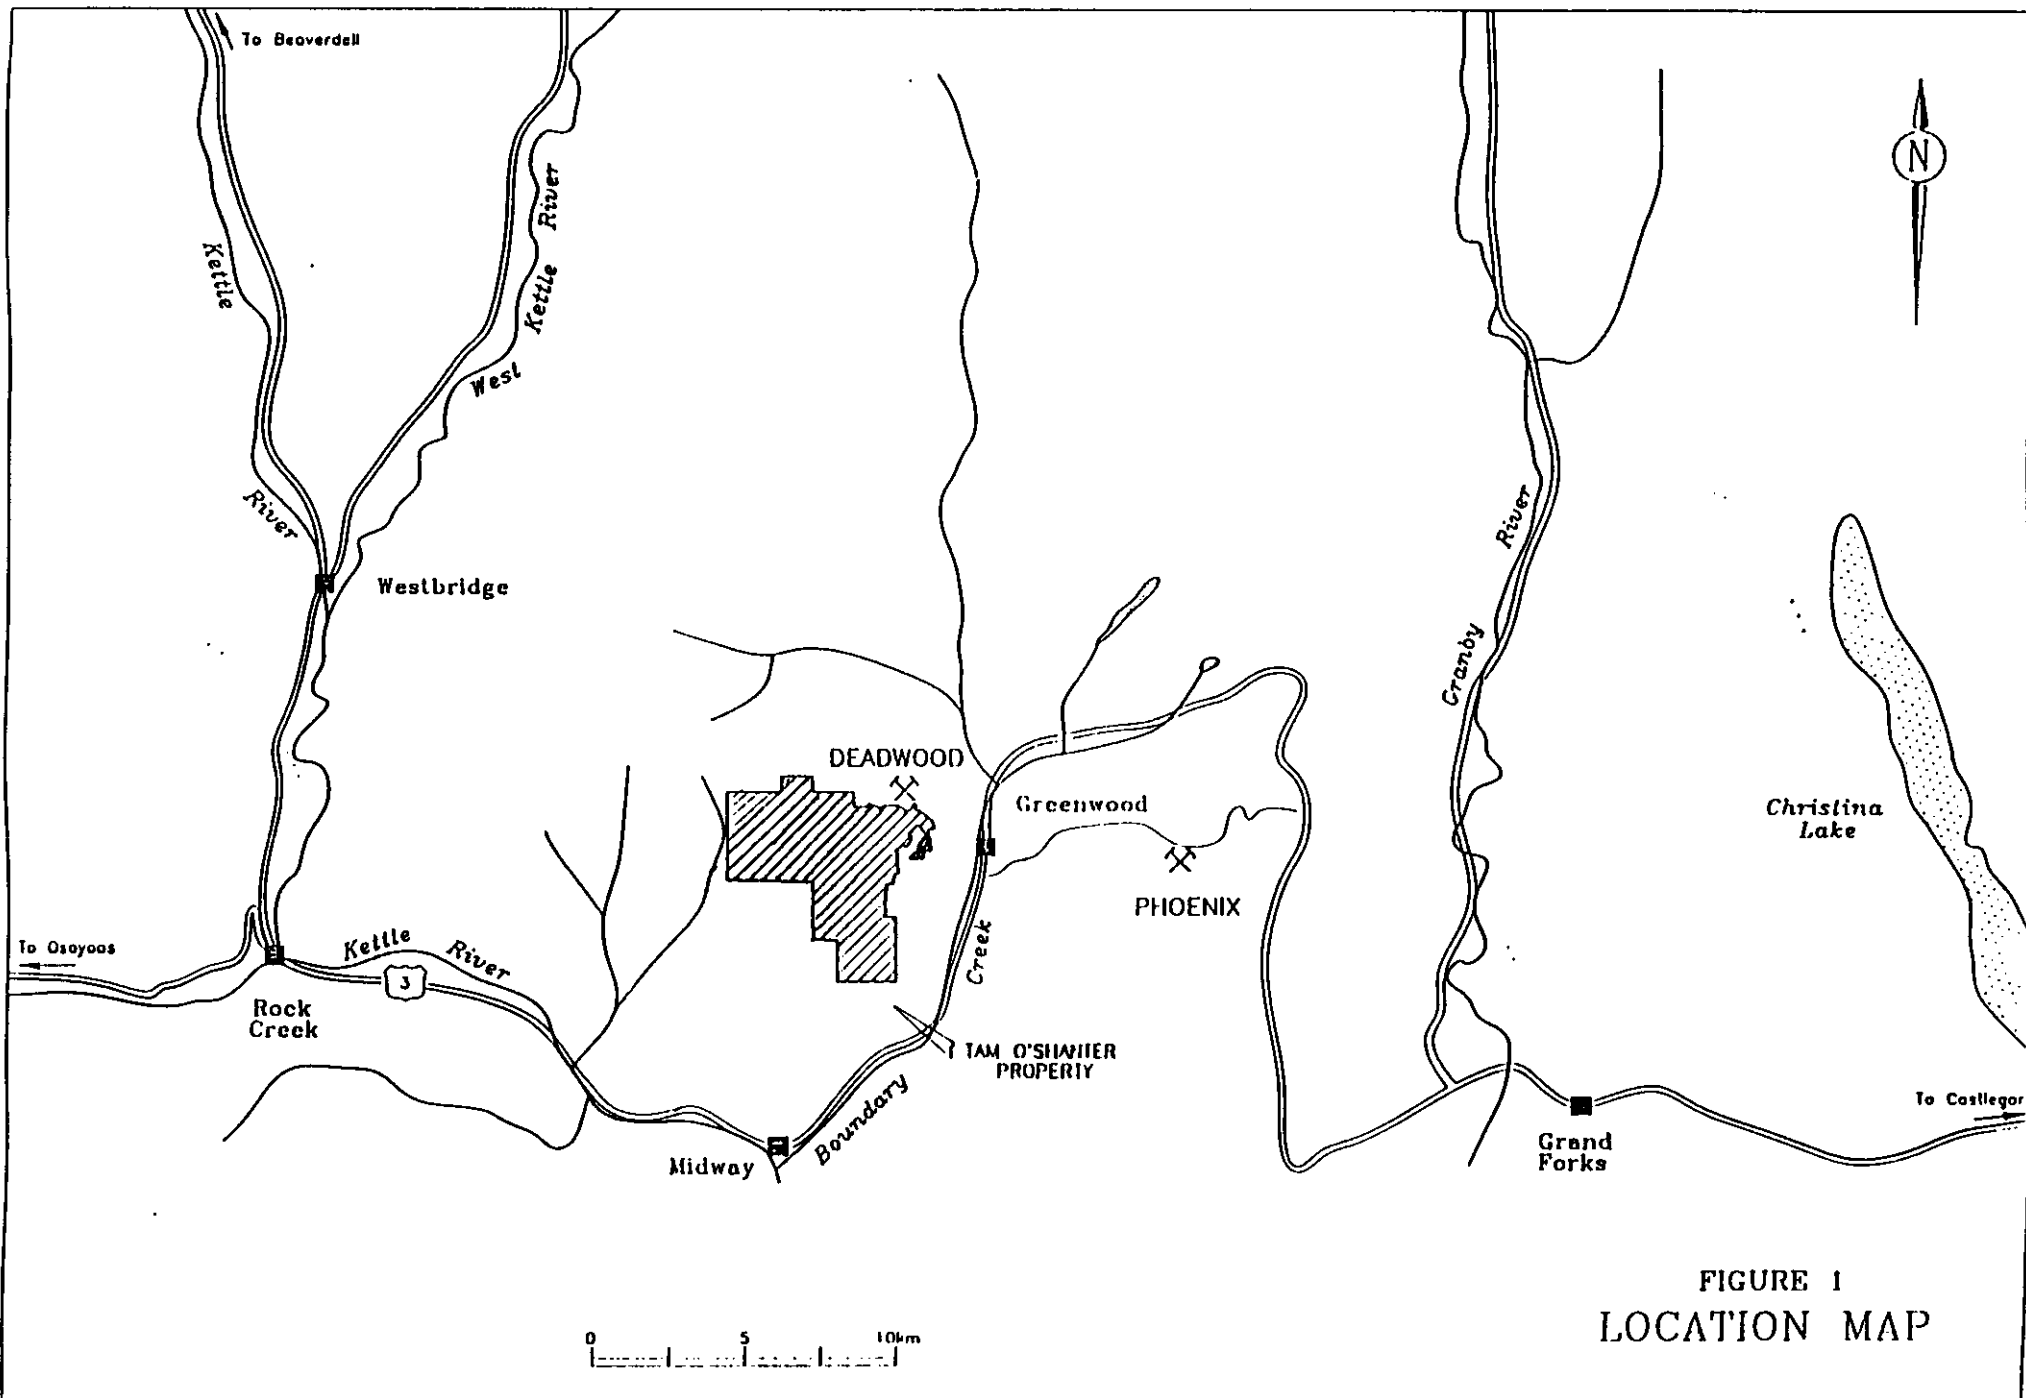 To Beaverdell
N
Kettle
River
West Kettle River
Westbridge
Granby River
DEADWOOD
Greenwood
Christina
Lake
PHOENIX
To Osoyoos
Kettle River
3
Creek
Rock
Creek
TAM O'SHANTER
PROPERTY
Boundary
Midway
To Castlegar
Grand
Forks
FIGURE 1
LOCATION MAP
0 5 10km